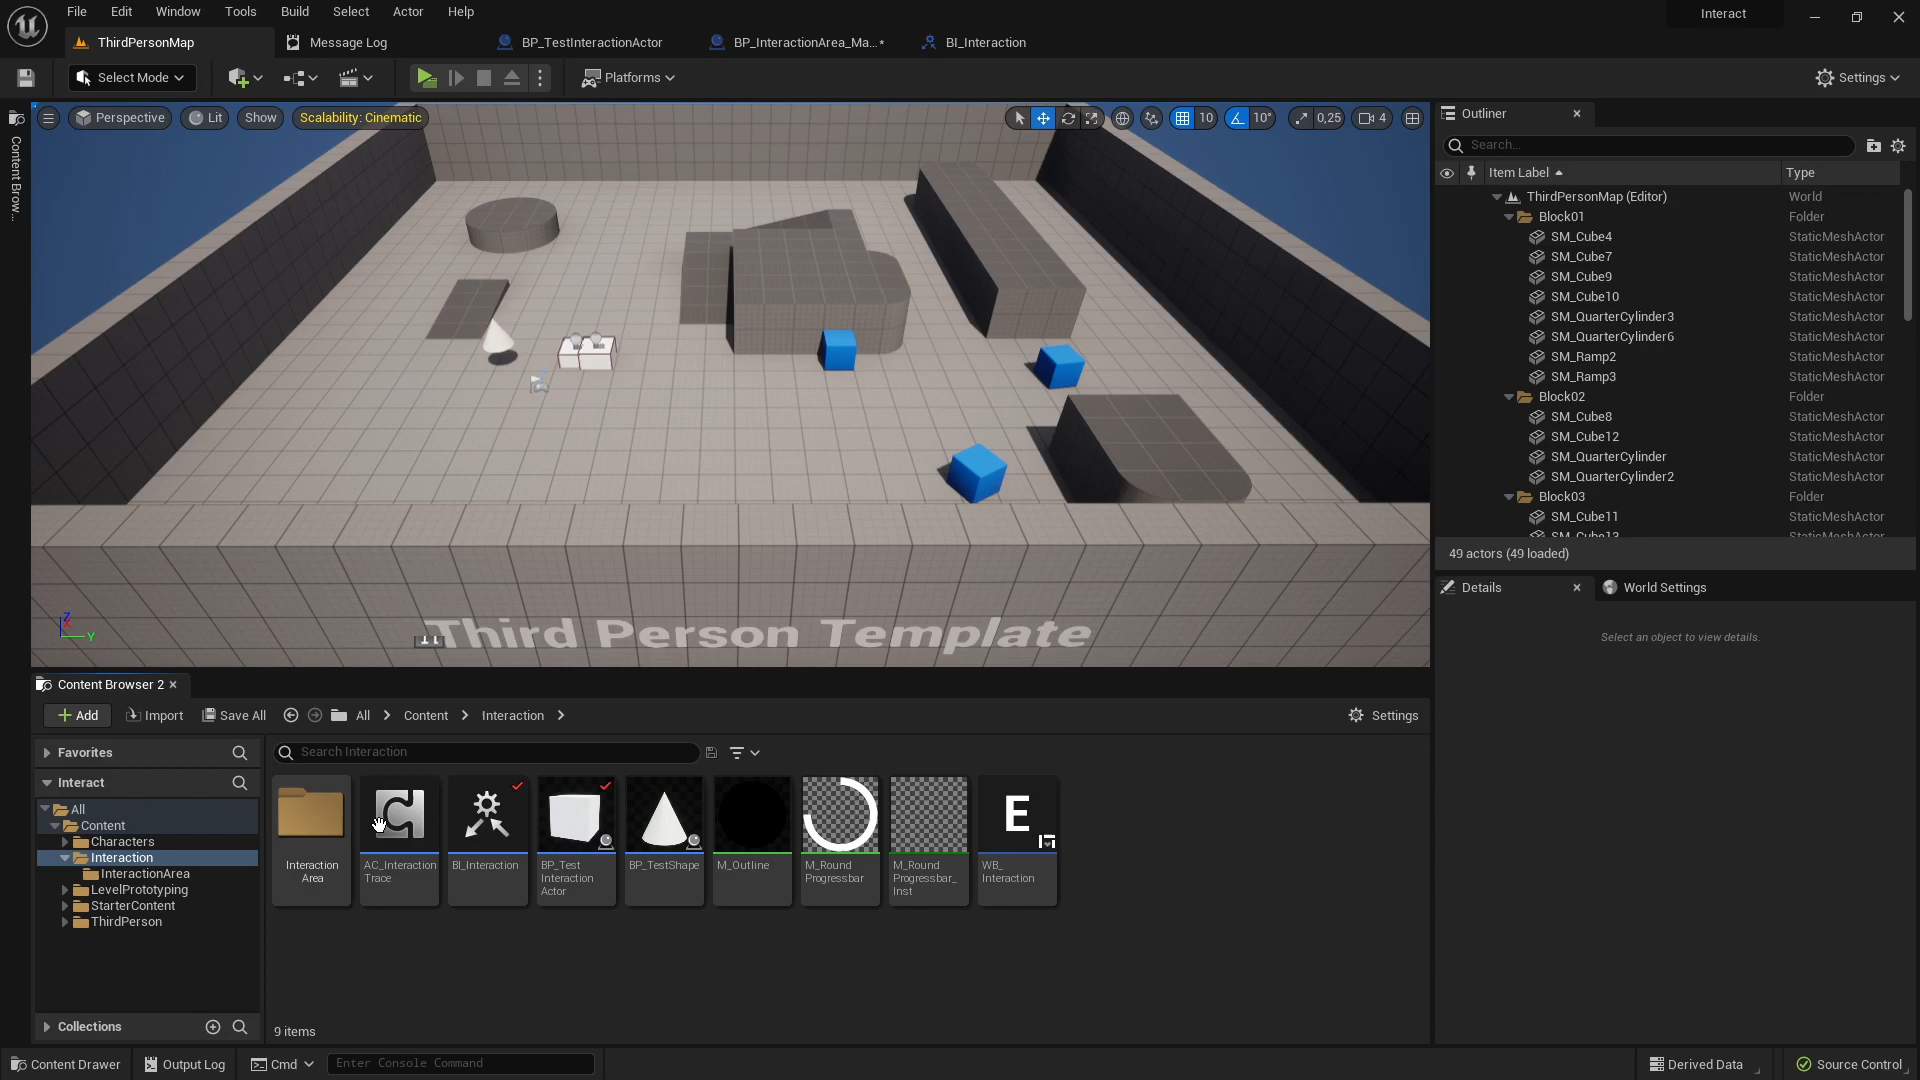 File Edit Window Tools Build Select Actor Help
Interact
ThirdPersonMap
Message Log
BP_TestInteractionActor
BP_InteractionArea_Ma...*
BI_Interaction
Select Mode
Platforms
Settings
Content Brow...
Perspective
Lit
Show
Scalability: Cinematic
10
10°
0,25
4
Third Person Template
Z
X
Y
Outliner
Search...
Item Label Type
ThirdPersonMap (Editor) World
Block01 Folder
SM_Cube4 StaticMeshActor
SM_Cube7 StaticMeshActor
SM_Cube9 StaticMeshActor
SM_Cube10 StaticMeshActor
SM_QuarterCylinder3 StaticMeshActor
SM_QuarterCylinder6 StaticMeshActor
SM_Ramp2 StaticMeshActor
SM_Ramp3 StaticMeshActor
Block02 Folder
SM_Cube8 StaticMeshActor
SM_Cube12 StaticMeshActor
SM_QuarterCylinder StaticMeshActor
SM_QuarterCylinder2 StaticMeshActor
Block03 Folder
SM_Cube11 StaticMeshActor
SM_Cube13 StaticMeshActor
49 actors (49 loaded)
Details
World Settings
Select an object to view details.
Content Browser 2
Add
Import
Save All
All > Content > Interaction >
Settings
Favorites
Interact
All
Content
Characters
Interaction
InteractionArea
LevelPrototyping
StarterContent
ThirdPerson
Collections
Search Interaction
Interaction
Area
AC_Interaction
Trace
BI_Interaction
BP_Test
Interaction
Actor
BP_TestShape
M_Outline
M_Round
Progressbar
M_Round
Progressbar_
Inst
E
WB_
Interaction
9 items
Content Drawer
Output Log
Cmd
Enter Console Command
Derived Data
Source Control